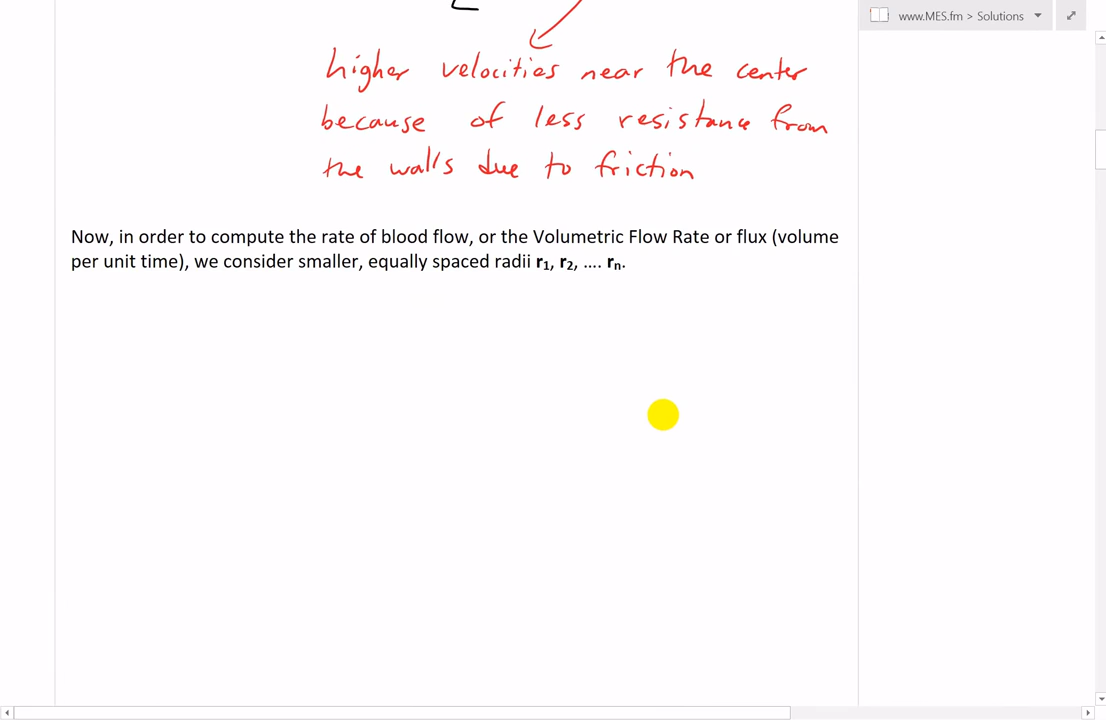 www.MES.fm > Solutions
higher velocities near the center
because of less resistance from
the walls due to friction
Now, in order to compute the rate of blood flow, or the Volumetric Flow Rate or flux (volume
per unit time), we consider smaller, equally spaced radii r₁, r₂, .... rₙ.